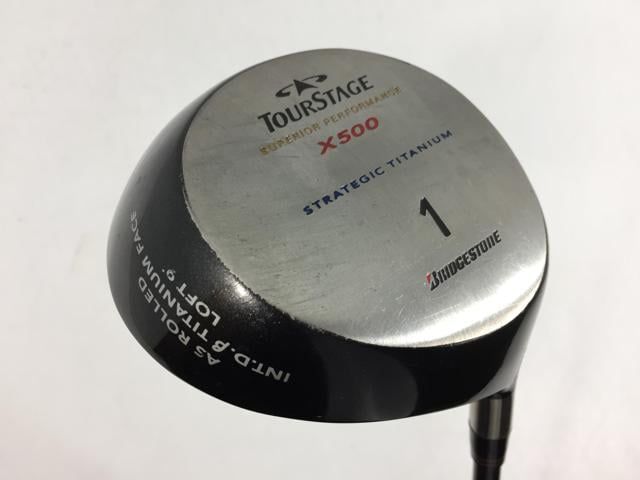 TOURSTAGE
SUPERIOR PERFORMANCE
X500
STRATEGIC TITANIUM
1
BRIDGESTONE
AS ROLLED
INT.D.β TITANIUM FACE
LOFT 9°